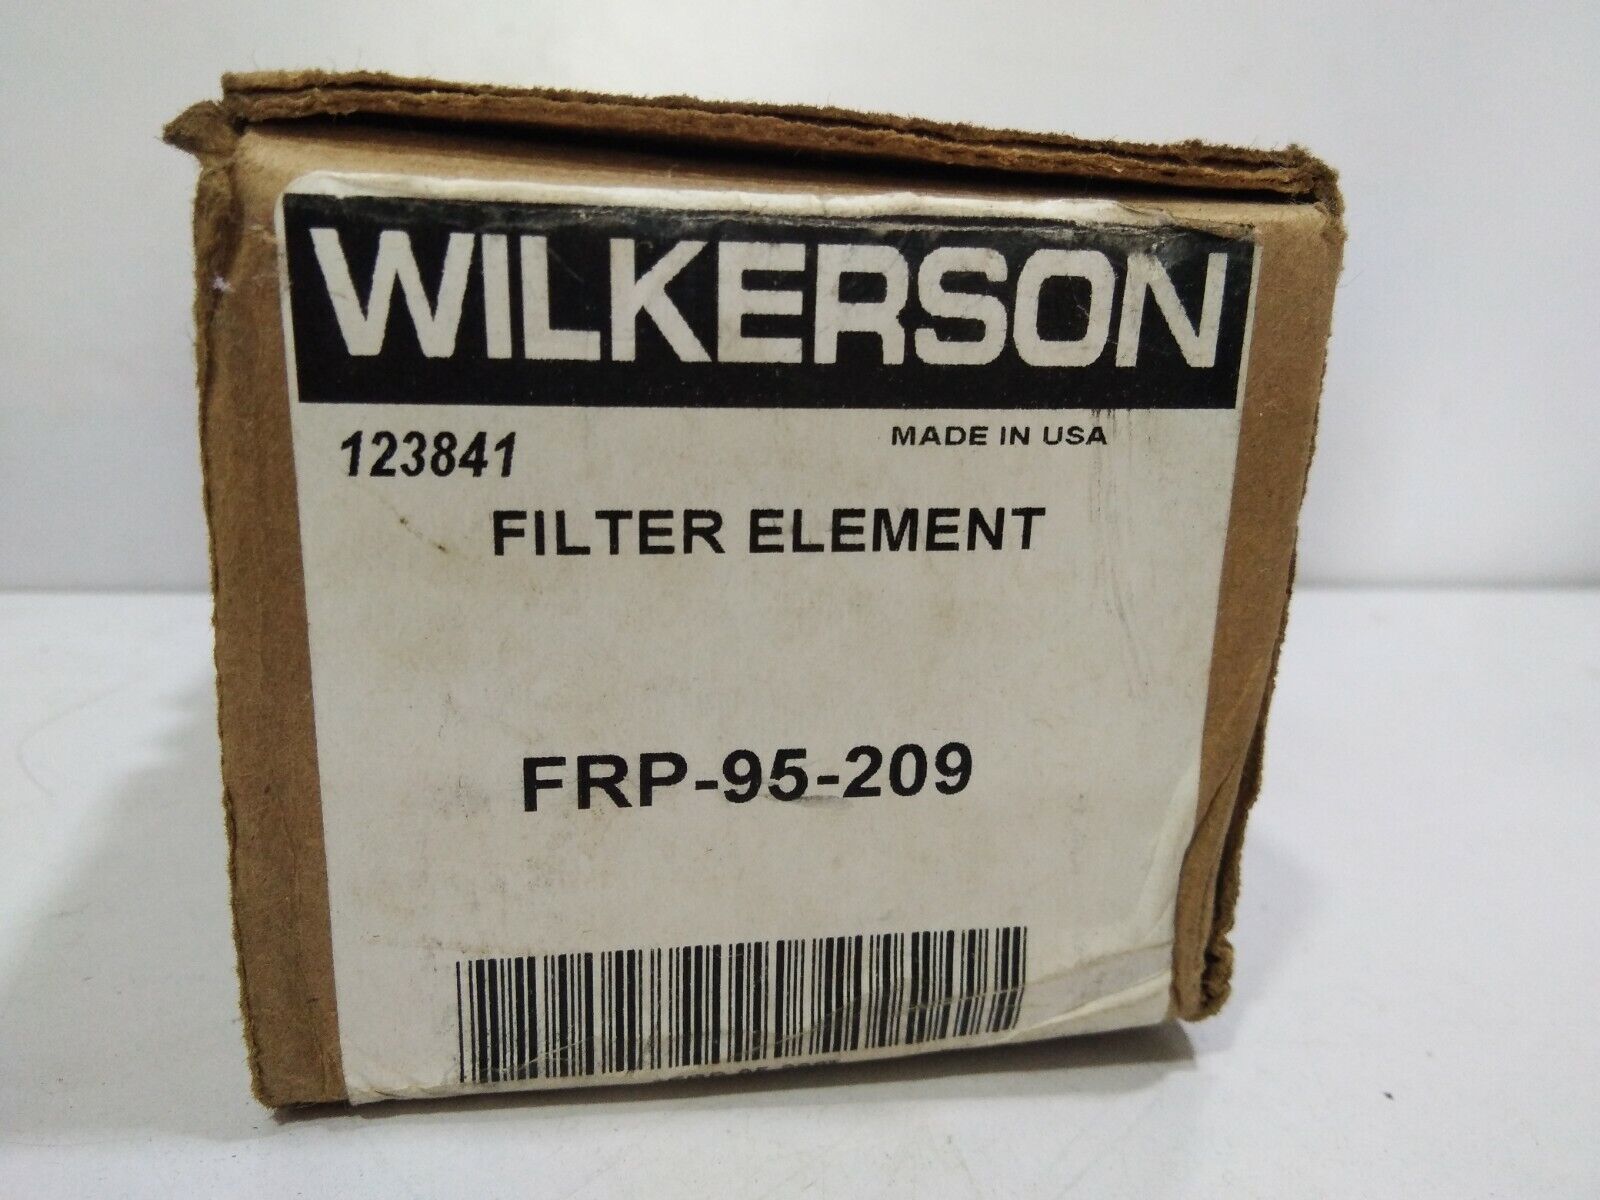 WILKERSON
123841
MADE IN USA
FILTER ELEMENT
FRP-95-209